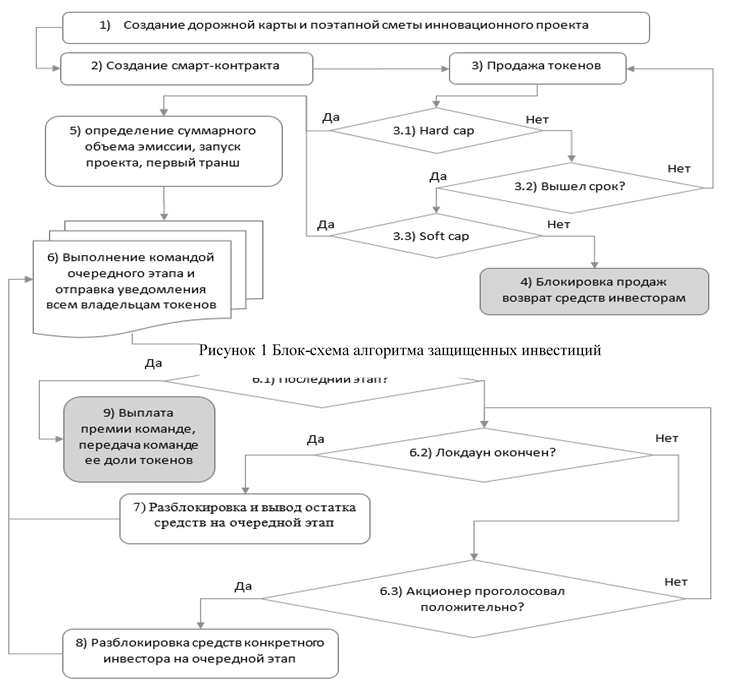 1) Создание дорожной карты и поэтапной сметы инновационного проекта
2) Создание смарт-контракта
3) Продажа токенов
Да
Нет
3.1) Hard cap
5) определение суммарного
объема эмиссии, запуск
проекта, первый транш
Да
Нет
3.2) Вышел срок?
Да
Нет
3.3) Soft cap
6) Выполнение командой
очередного этапа и
отправка уведомления
всем владельцам токенов
4) Блокировка продаж
возврат средств инвесторам
Рисунок 1 Блок-схема алгоритма защищенных инвестиций
Да
6.1) Последний этап?
9) Выплата
премии команде,
передача команде
ее доли токенов
Да
Нет
6.2) Локдаун окончен?
7) Разблокировка и вывод остатка
средств на очередной этап
Да
Нет
6.3) Акционер проголосовал
положительно?
8) Разблокировка средств конкретного
инвестора на очередной этап